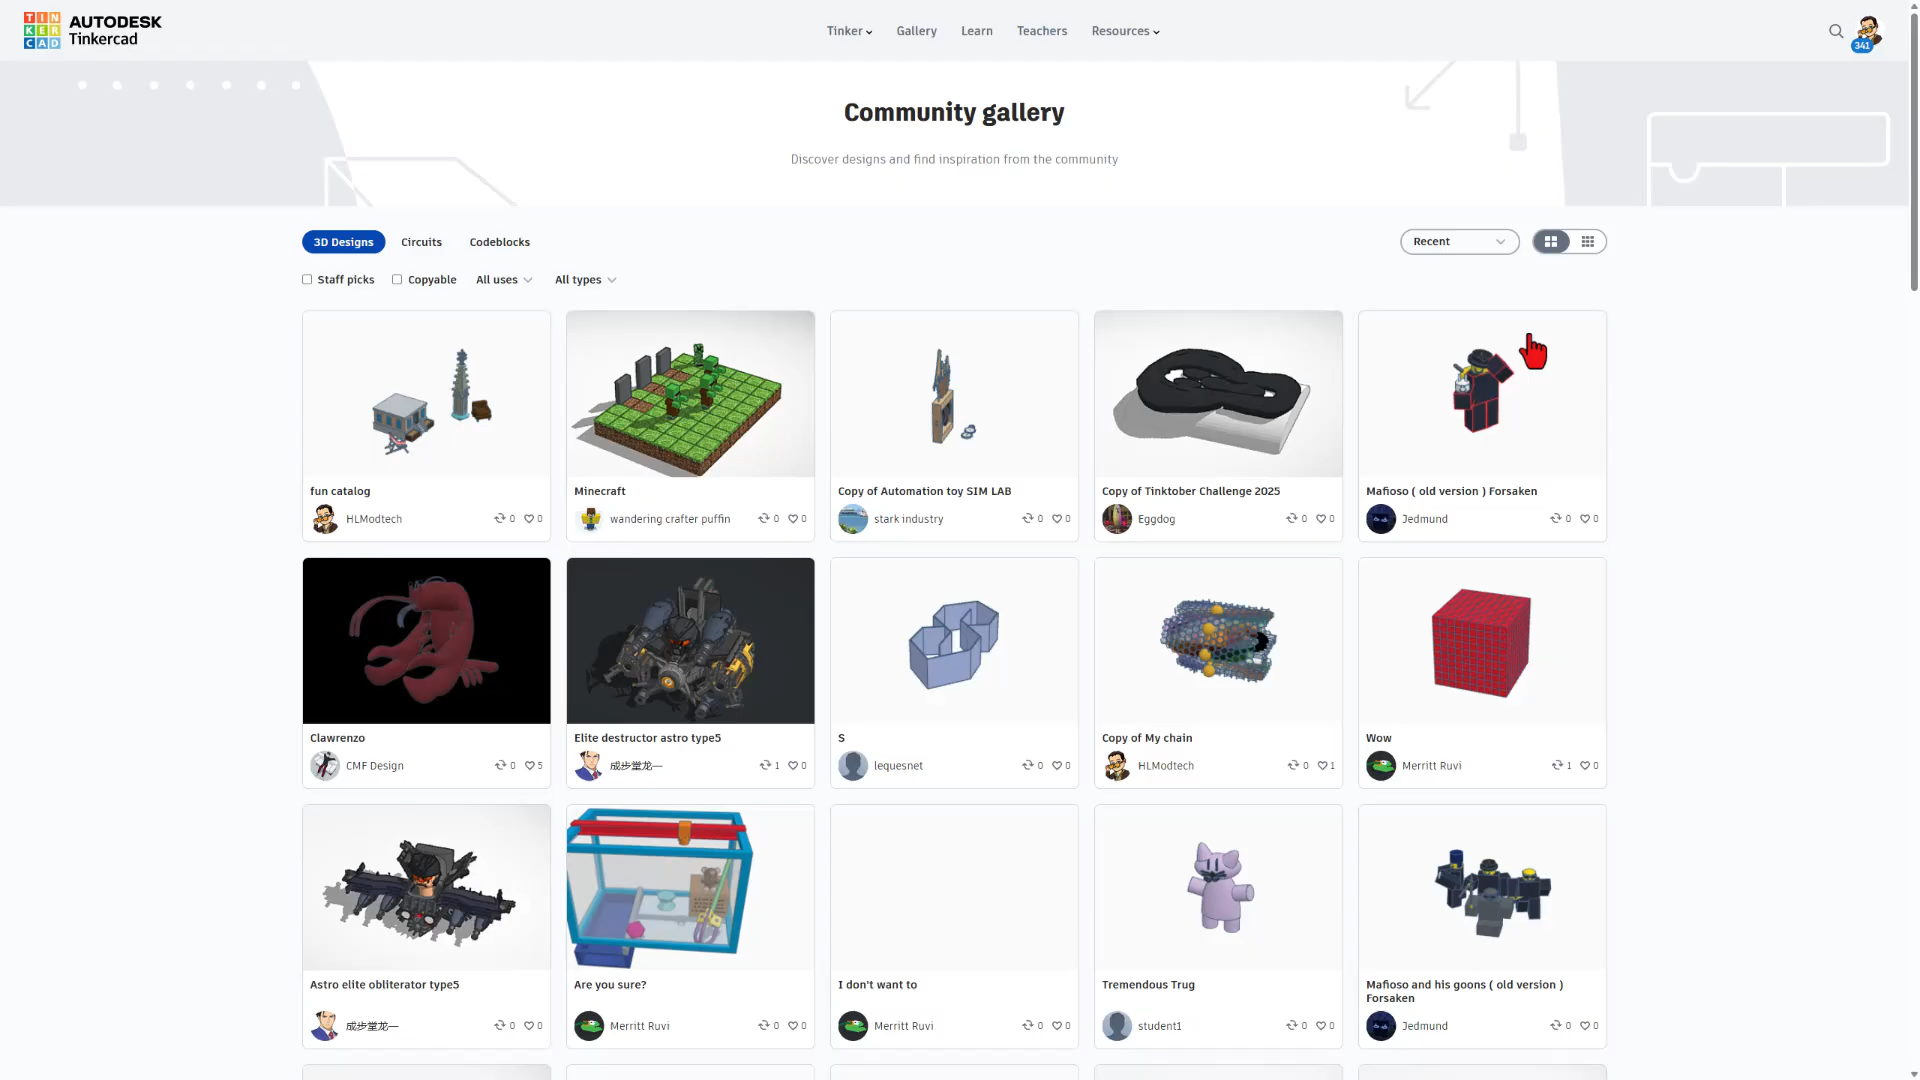 TINKERCAD
AUTODESK
Tinkercad
Tinker
Gallery
Learn
Teachers
Resources
341
Community gallery
Discover designs and find inspiration from the community
3D Designs
Circuits
Codeblocks
Recent
Staff picks
Copyable
All uses
All types
fun catalog
HLModtech
0
0
Minecraft
wandering crafter puffin
0
0
Copy of Automation toy SIM LAB
stark industry
0
0
Copy of Tinktober Challenge 2025
Eggdog
0
0
Mafioso ( old version ) Forsaken
Jedmund
0
0
Clawrenzo
CMF Design
0
5
Elite destructor astro type5
成步堂龙一
1
0
S
lequesnet
0
0
Copy of My chain
HLModtech
0
1
Wow
Merritt Ruvi
1
0
Astro elite obliterator type5
成步堂龙一
0
0
Are you sure?
Merritt Ruvi
0
0
I don't want to
Merritt Ruvi
0
0
Tremendous Trug
student1
0
0
Mafioso and his goons ( old version )
Forsaken
Jedmund
0
0